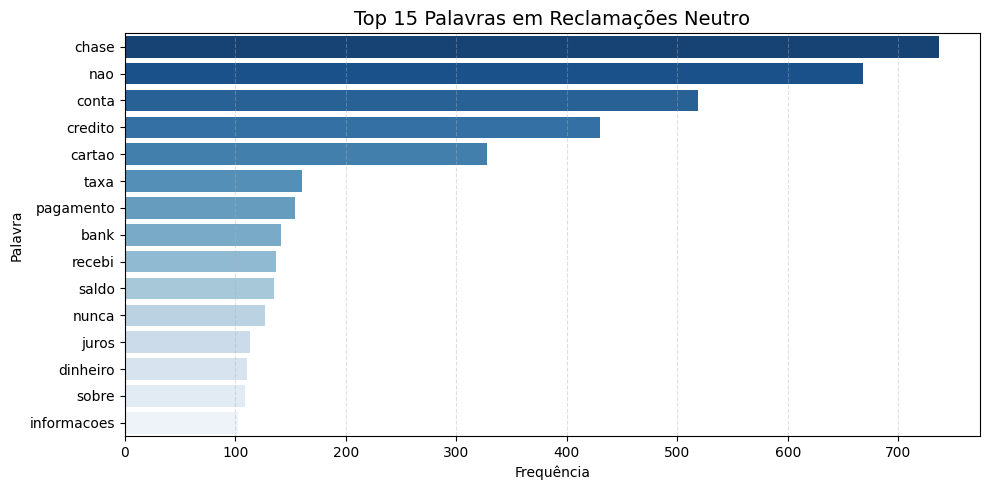 Top 15 Palavras em Reclamações Neutro
chase
nao
conta
credito
cartao
taxa
pagamento
bank
recebi
saldo
nunca
juros
dinheiro
sobre
informacoes
Palavra
0 100 200 300 400 500 600 700
Frequência